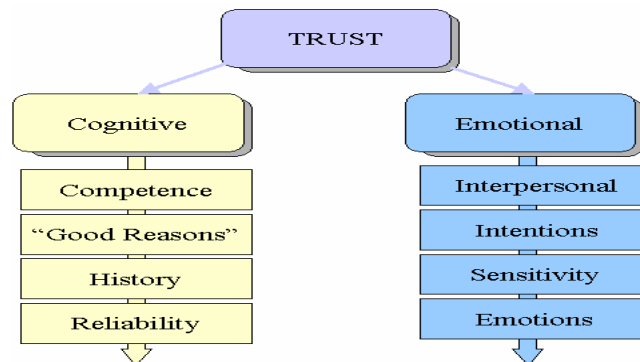 TRUST
Cognitive
Competence
“Good Reasons”
History
Reliability
Emotional
Interpersonal
Intentions
Sensitivity
Emotions